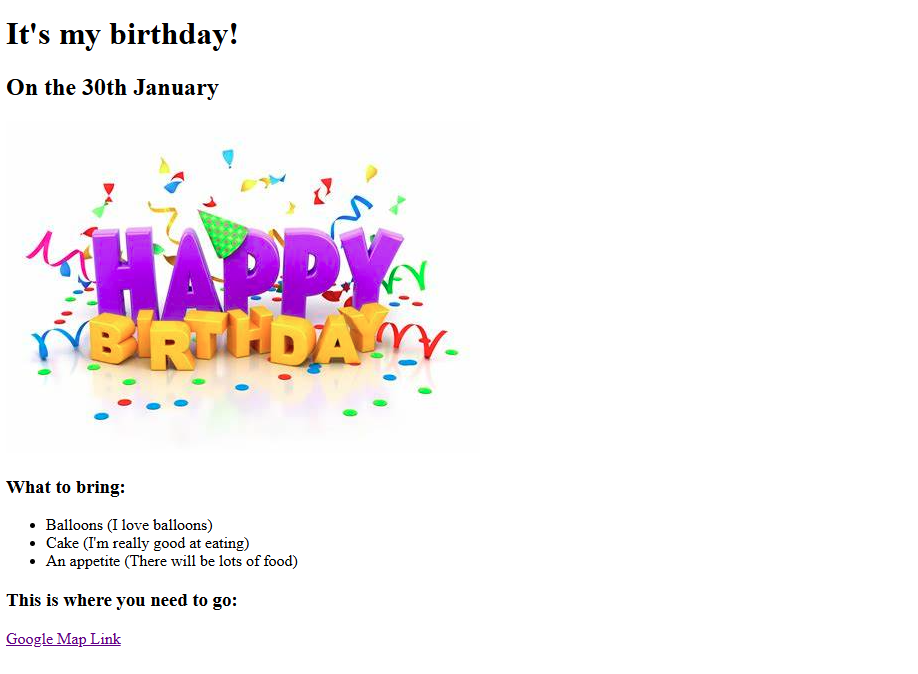 It's my birthday!
On the 30th January
HAPPY
BIRTHDAY
What to bring:
Balloons (I love balloons)
Cake (I'm really good at eating)
An appetite (There will be lots of food)
This is where you need to go:
Google Map Link